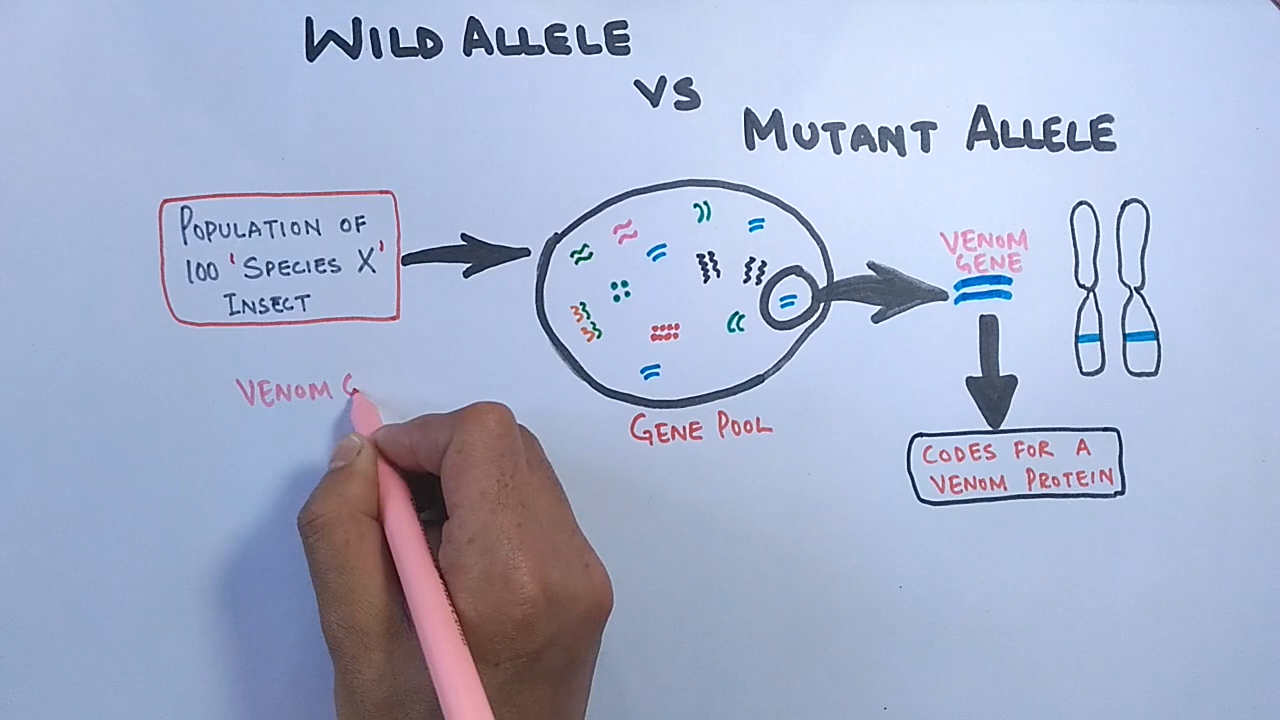 WILD ALLELE
VS
MUTANT ALLELE
POPULATION OF
100 'SPECIES X'
INSECT
VENOM
GENE
VENOM G
GENE POOL
CODES FOR A
VENOM PROTEIN